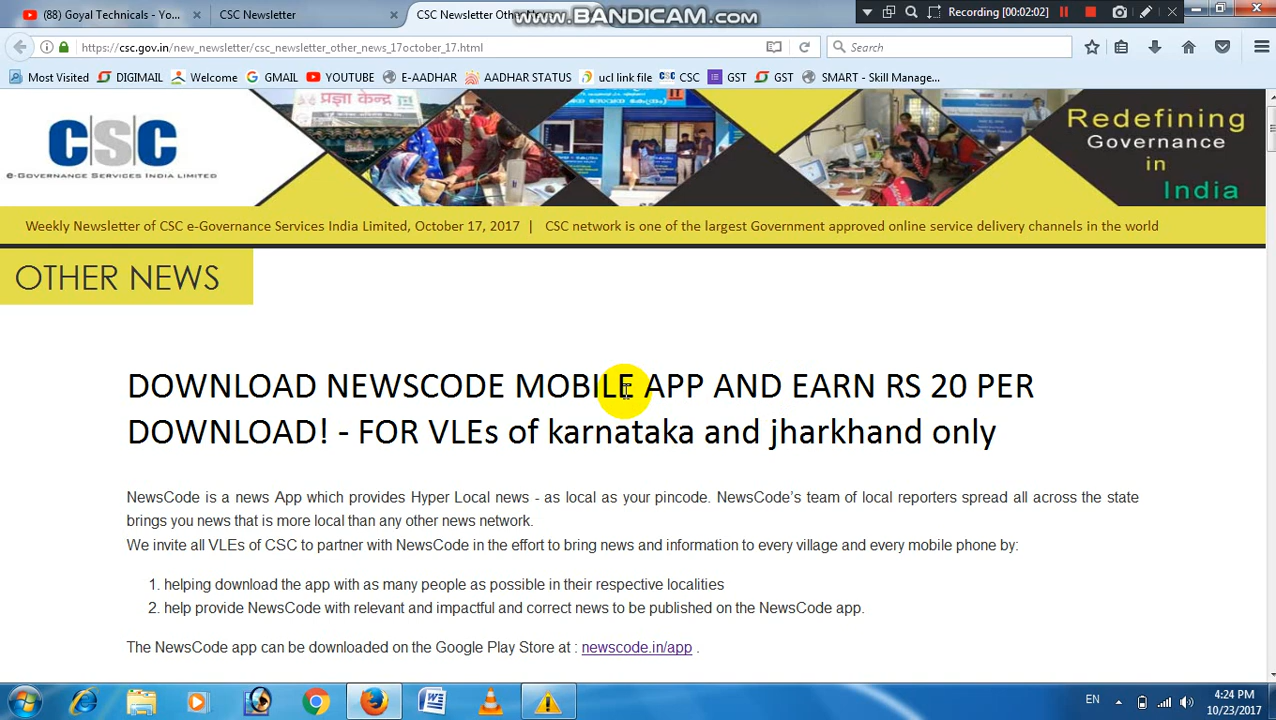 (88) Goyal Technicals - Yo...
CSC Newsletter
CSC Newsletter Othe
www.BANDICAM.com
Recording [00:02:02]
https://csc.gov.in/new_newsletter/csc_newsletter_other_news_17october_17.html
Search
Most Visited
DIGIMAIL
Welcome
GMAIL
YOUTUBE
E-AADHAR
AADHAR STATUS
ucl link file
CSC
GST
GST
SMART - Skill Manage...
CSC
e-GOVERNANCE SERVICES INDIA LIMITED
प्रज्ञा केन्द्र
Redefining
Governance
in
India
Weekly Newsletter of CSC e-Governance Services India Limited, October 17, 2017 | CSC network is one of the largest Government approved online service delivery channels in the world
OTHER NEWS
DOWNLOAD NEWSCODE MOBILE APP AND EARN RS 20 PER
DOWNLOAD! - FOR VLEs of karnataka and jharkhand only
NewsCode is a news App which provides Hyper Local news - as local as your pincode. NewsCode's team of local reporters spread all across the state
brings you news that is more local than any other news network.
We invite all VLEs of CSC to partner with NewsCode in the effort to bring news and information to every village and every mobile phone by:
1. helping download the app with as many people as possible in their respective localities
2. help provide NewsCode with relevant and impactful and correct news to be published on the NewsCode app.
The NewsCode app can be downloaded on the Google Play Store at : newscode.in/app .
EN
4:24 PM
10/23/2017